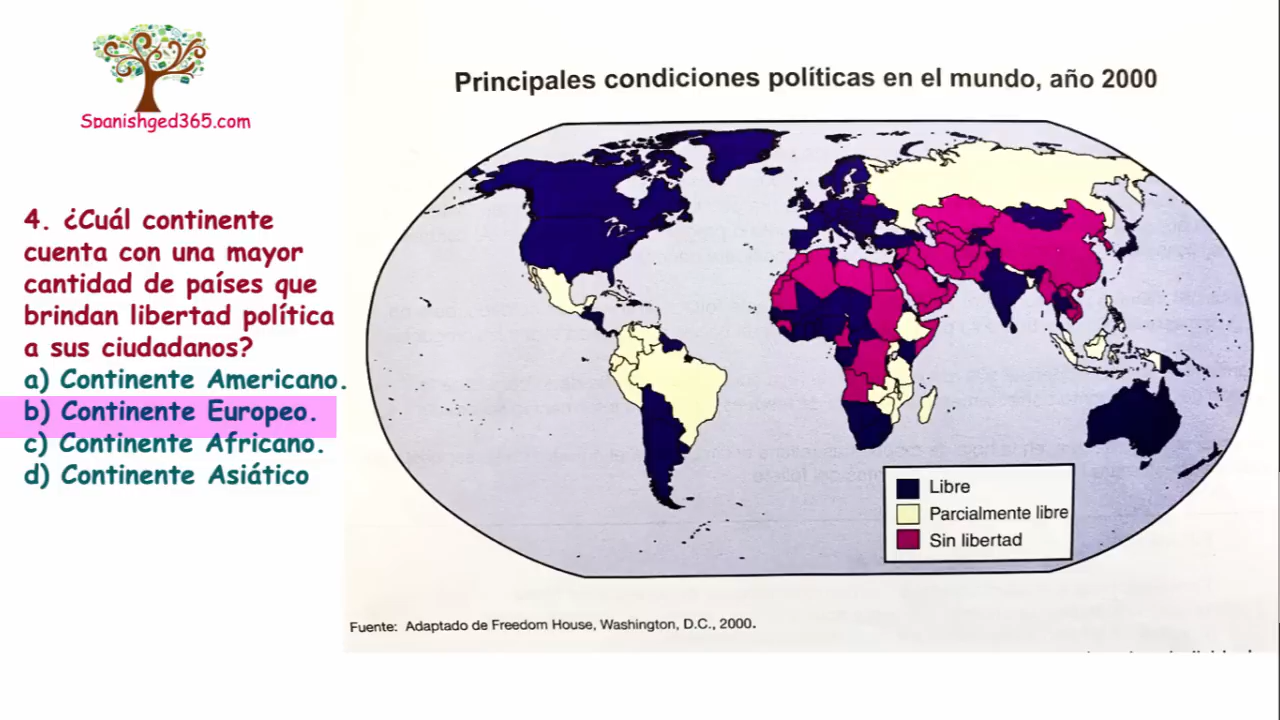 Spanishged365.com
Principales condiciones políticas en el mundo, año 2000
4. ¿Cuál continente
cuenta con una mayor
cantidad de países que
brindan libertad política
a sus ciudadanos?
a) Continente Americano.
b) Continente Europeo.
c) Continente Africano.
d) Continente Asiático
Libre
Parcialmente libre
Sin libertad
Fuente: Adaptado de Freedom House, Washington, D.C., 2000.